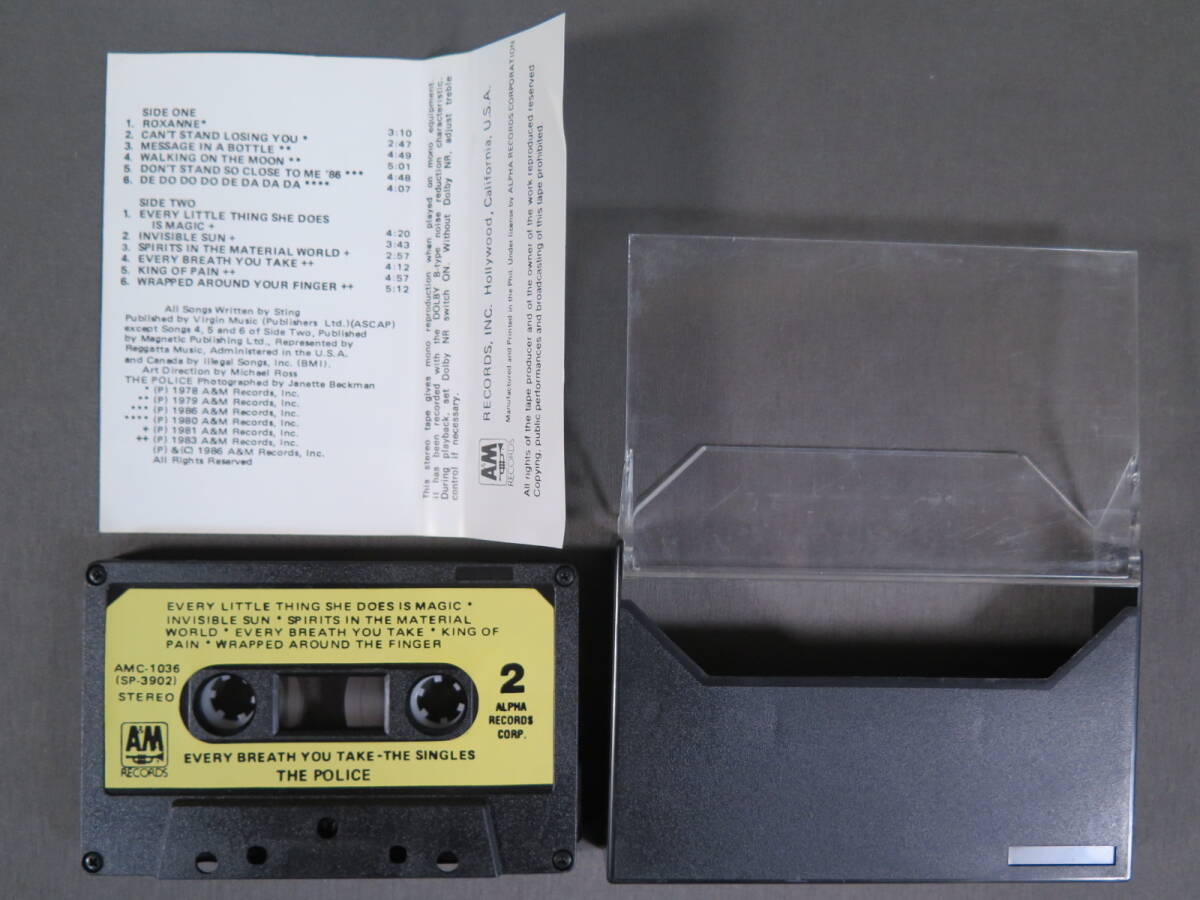 SIDE ONE
1. ROXANNE* 3:10
2. CAN'T STAND LOSING YOU * 2:47
3. MESSAGE IN A BOTTLE ** 4:49
4. WALKING ON THE MOON ** 5:01
5. DON'T STAND SO CLOSE TO ME '86 *** 4:48
6. DE DO DO DO DE DA DA DA **** 4:07
SIDE TWO
1. EVERY LITTLE THING SHE DOES
IS MAGIC + 4:20
2. INVISIBLE SUN + 3:43
3. SPIRITS IN THE MATERIAL WORLD + 2:57
4. EVERY BREATH YOU TAKE ++ 4:12
5. KING OF PAIN ++ 4:57
6. WRAPPED AROUND YOUR FINGER ++ 5:12
All Songs Written by Sting
Published by Virgin Music (Publishers Ltd.)(ASCAP)
except Songs 4, 5 and 6 of Side Two, Published
by Magnetic Publishing Ltd., Represented by
Reggatta Music, Administered in the U.S.A.
and Canada by Illegal Songs, Inc. (BMI).
Art Direction by Michael Ross
THE POLICE Photographed by Janette Beckman
* (P) 1978 A&M Records, Inc.
** (P) 1979 A&M Records, Inc.
*** (P) 1986 A&M Records, Inc.
**** (P) 1980 A&M Records, Inc.
+ (P) 1981 A&M Records, Inc.
++ (P) 1983 A&M Records, Inc.
(P) &(C) 1986 A&M Records, Inc.
All Rights Reserved
This stereo tape gives mono reproduction when played on mono equipment.
it has been recorded with the DOLBY B-type noise reduction characteristic.
During playback, set Dolby NR switch ON. Without Dolby NR, adjust treble
control if necessary.
A&M
RECORDS
RECORDS, INC. Hollywood, California, U.S.A.
Manufactured and Printed in the Phil. Under license by ALPHA RECORDS CORPORATION
All rights of the tape producer and of the owner of the work reproduced reserved
Copying, public performances and broadcasting of this tape prohibited.
EVERY LITTLE THING SHE DOES IS MAGIC *
INVISIBLE SUN * SPIRITS IN THE MATERIAL
WORLD * EVERY BREATH YOU TAKE * KING OF
PAIN * WRAPPED AROUND THE FINGER
AMC-1036
(SP-3902)
STEREO
2
ALPHA
RECORDS
CORP.
A&M
RECORDS
EVERY BREATH YOU TAKE-THE SINGLES
THE POLICE